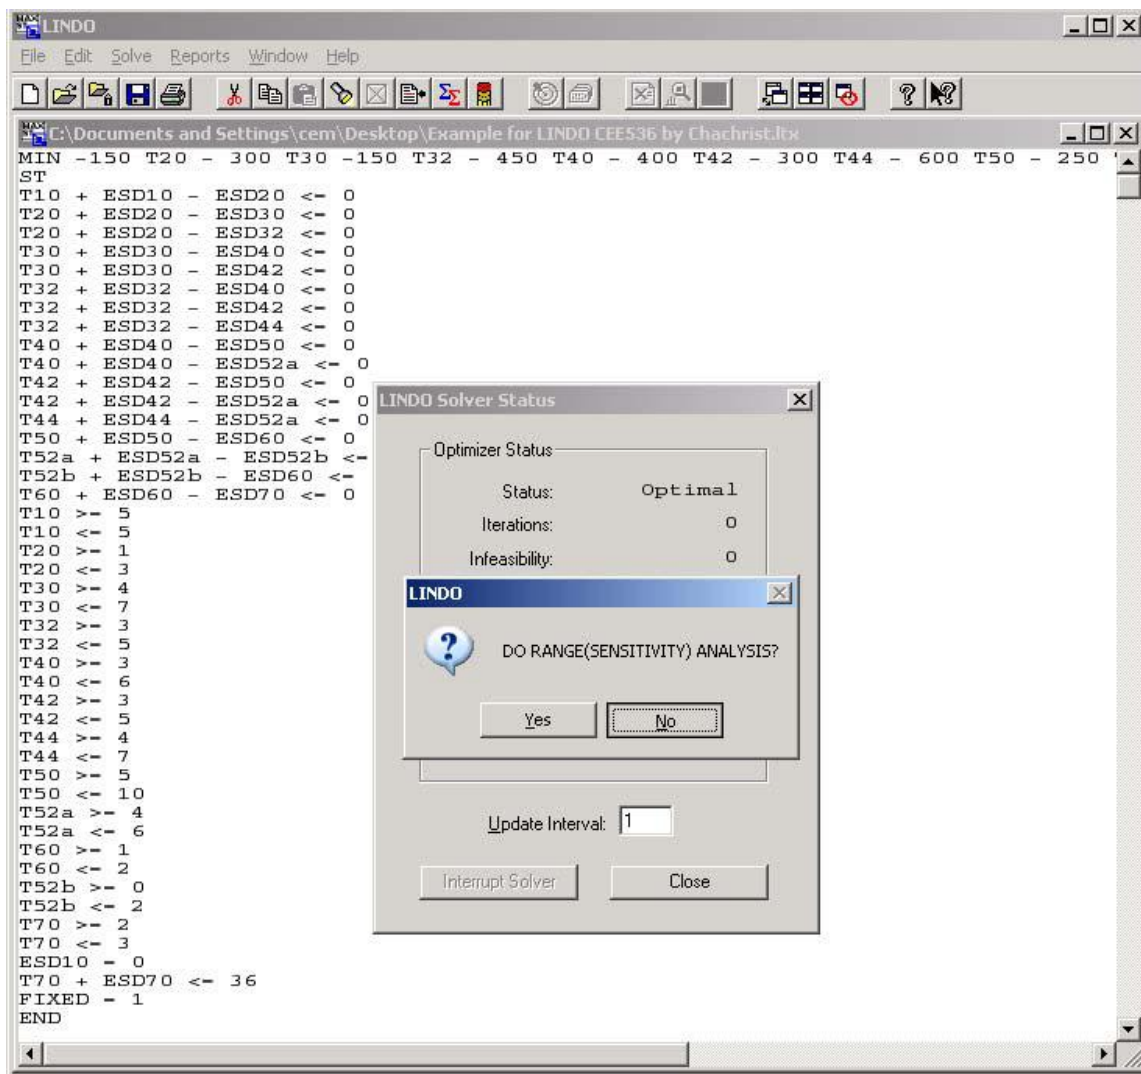 LINDO
File Edit Solve Reports Window Help
C:\Documents and Settings\cem\Desktop\Example for LINDO CEE536 by Chachrist.ltx
MIN -150 T20 - 300 T30 -150 T32 - 450 T40 - 400 T42 - 300 T44 - 600 T50 - 250
ST
T10 + ESD10 - ESD20 <= 0
T20 + ESD20 - ESD30 <= 0
T20 + ESD20 - ESD32 <= 0
T30 + ESD30 - ESD40 <= 0
T30 + ESD30 - ESD42 <= 0
T32 + ESD32 - ESD40 <= 0
T32 + ESD32 - ESD42 <= 0
T32 + ESD32 - ESD44 <= 0
T40 + ESD40 - ESD50 <= 0
T40 + ESD40 - ESD52a <= 0
T42 + ESD42 - ESD50 <= 0
T42 + ESD42 - ESD52a <= 0
T44 + ESD44 - ESD52a <= 0
T50 + ESD50 - ESD60 <= 0
T52a + ESD52a - ESD52b <=
T52b + ESD52b - ESD60 <=
T60 + ESD60 - ESD70 <= 0
T10 >= 5
T10 <= 5
T20 >= 1
T20 <= 3
T30 >= 4
T30 <= 7
T32 >= 3
T32 <= 5
T40 >= 3
T40 <= 6
T42 >= 3
T42 <= 5
T44 >= 4
T44 <= 7
T50 >= 5
T50 <= 10
T52a >= 4
T52a <= 6
T60 >= 1
T60 <= 2
T52b >= 0
T52b <= 2
T70 >= 2
T70 <= 3
ESD10 = 0
T70 + ESD70 <= 36
FIXED = 1
END
LINDO Solver Status
Optimizer Status
Status: Optimal
Iterations: 0
Infeasibility: 0
LINDO
DO RANGE(SENSITIVITY) ANALYSIS?
Yes No
Update Interval: 1
Interrupt Solver Close